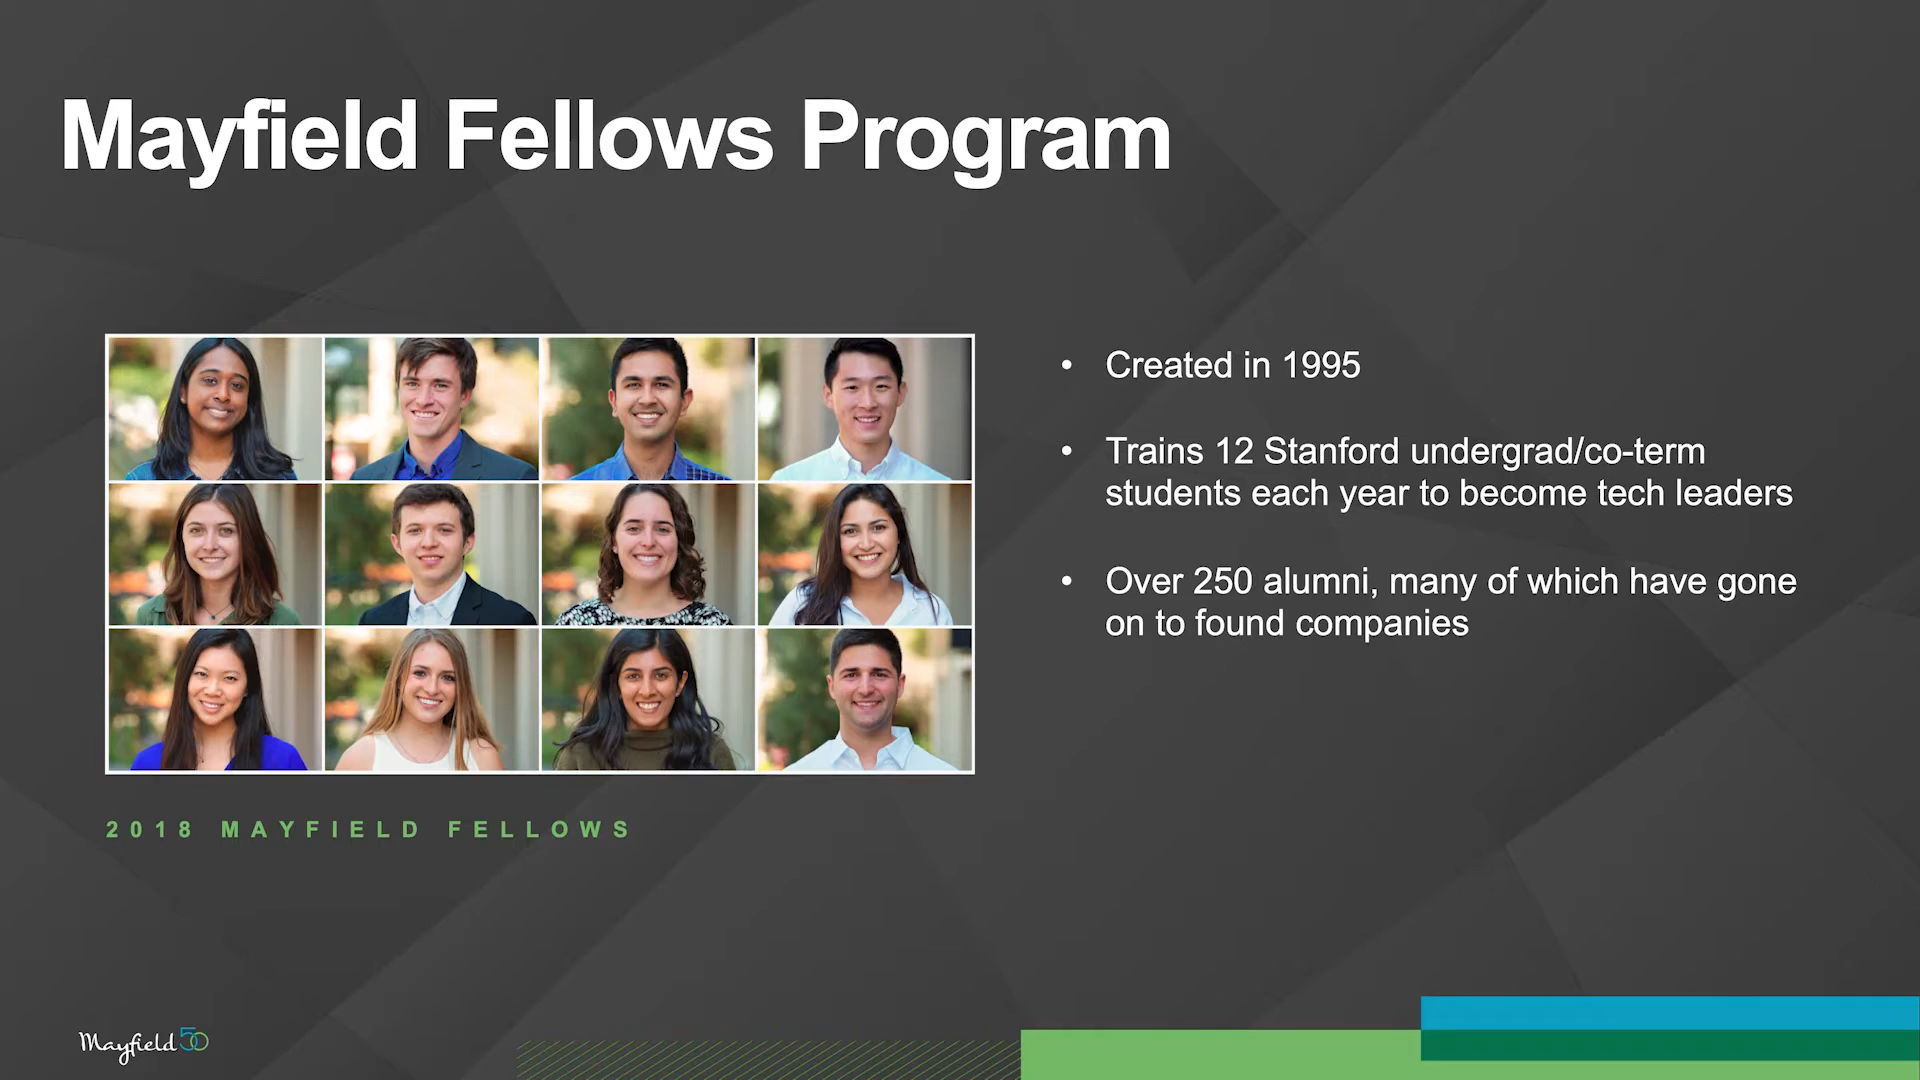 Mayfield Fellows Program
• Created in 1995
• Trains 12 Stanford undergrad/co-term
students each year to become tech leaders
• Over 250 alumni, many of which have gone
on to found companies
2018 MAYFIELD FELLOWS
Mayfield 50